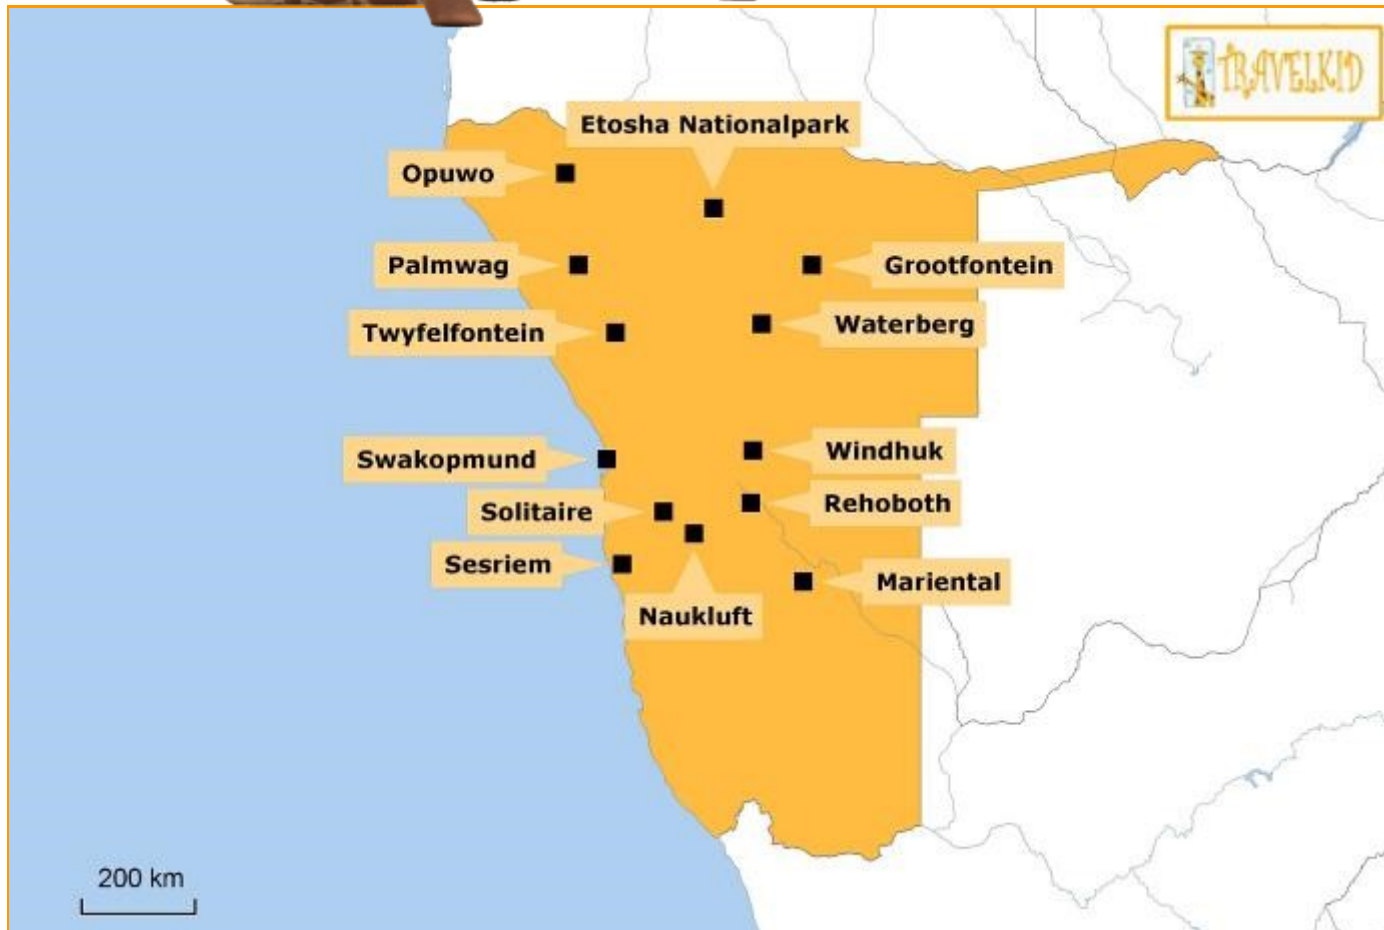 TRAVELKID
Etosha Nationalpark
Opuwo
Palmwag
Grootfontein
Twyfelfontein
Waterberg
Swakopmund
Windhuk
Solitaire
Rehoboth
Sesriem
Naukluft
Mariental
200 km